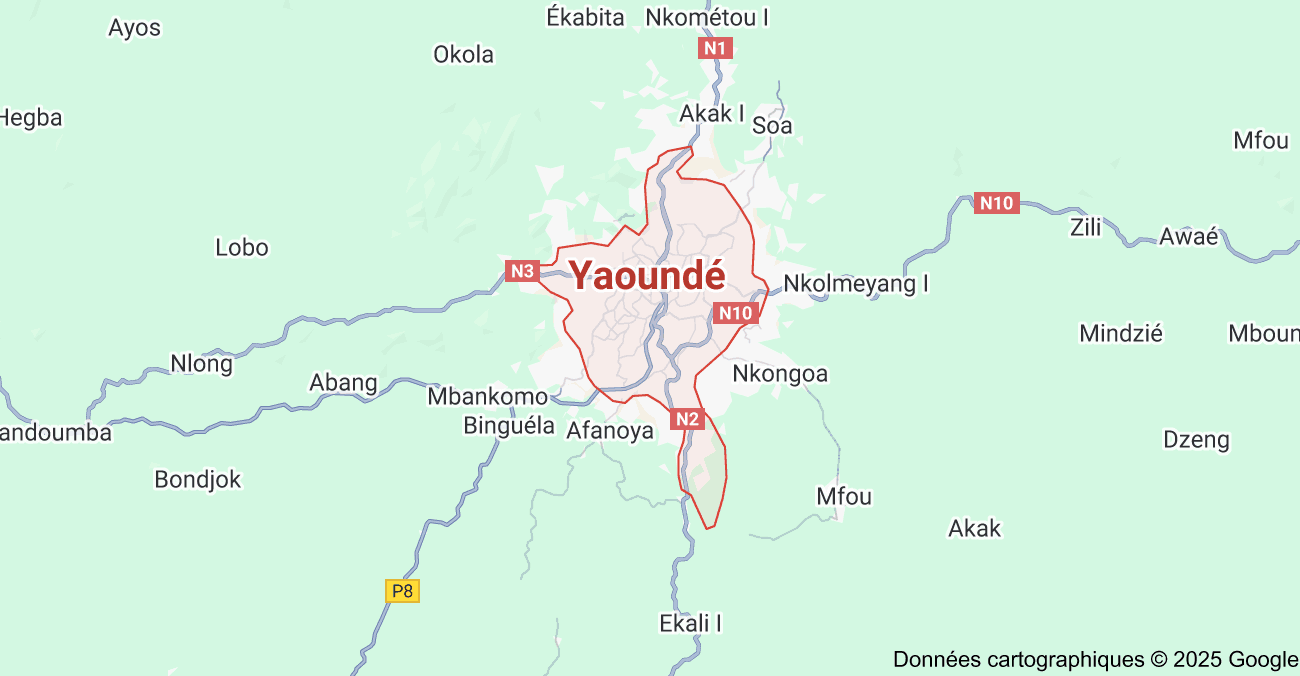 Ékabita
Nkométou I
Ayos
N1
Okola
Akak I
Hegba
Soa
Mfou
N10
Zili
Awaé
Lobo
N3
Yaoundé
Nkolmeyang I
N10
Mindzié
Mboun
Nlong
Abang
Nkongoa
Mbankomo
N2
Binguéla
Afanoya
andoumba
Dzeng
Bondjok
Mfou
Akak
P8
Ekali I
Données cartographiques © 2025 Google